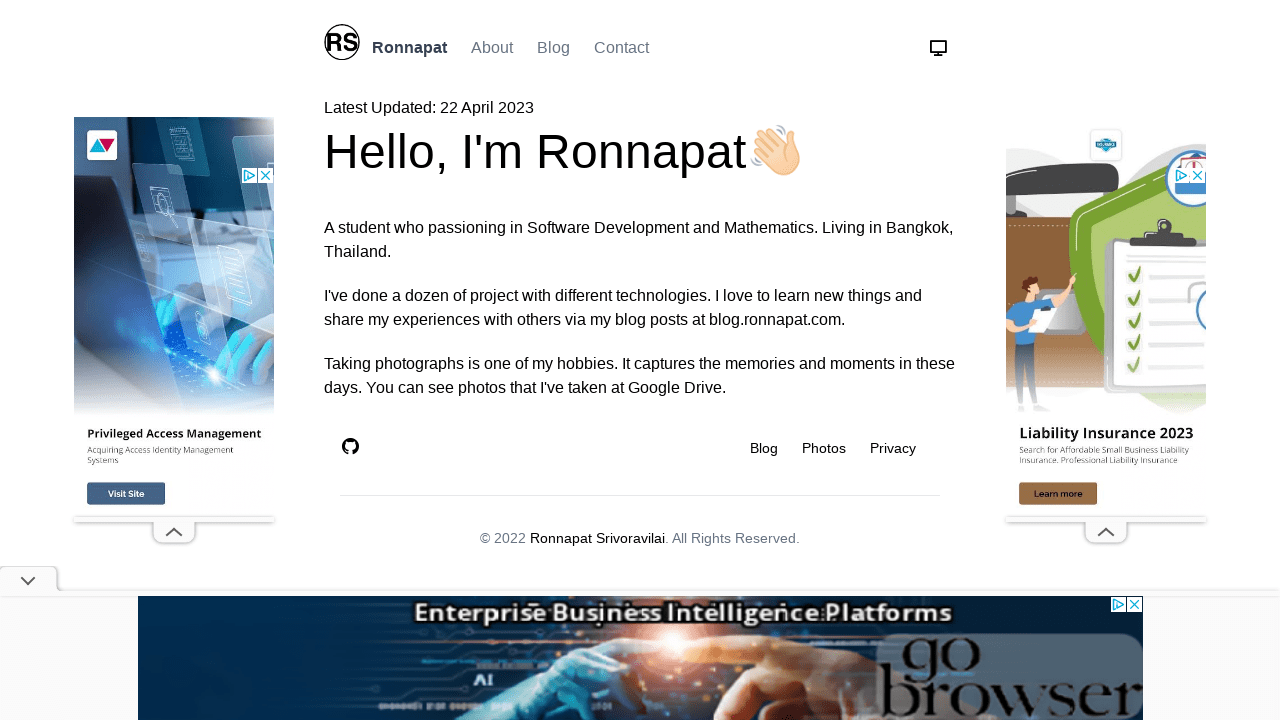 RS
Ronnapat About Blog Contact
Latest Updated: 22 April 2023
Hello, I'm Ronnapat
A student who passioning in Software Development and Mathematics. Living in Bangkok,
Thailand.
I've done a dozen of project with different technologies. I love to learn new things and
share my experiences with others via my blog posts at blog.ronnapat.com.
Taking photographs is one of my hobbies. It captures the memories and moments in these
days. You can see photos that I've taken at Google Drive.
Blog Photos Privacy
© 2022 Ronnapat Srivoravilai. All Rights Reserved.
Privileged Access Management
Acquiring Access Identity Management
Systems
Visit Site
Liability Insurance 2023
Search for Affordable Small Business Liability
Insurance. Professional Liability Insurance
Learn more
Enterprise Business Intelligence Platforms
AI
go
browser